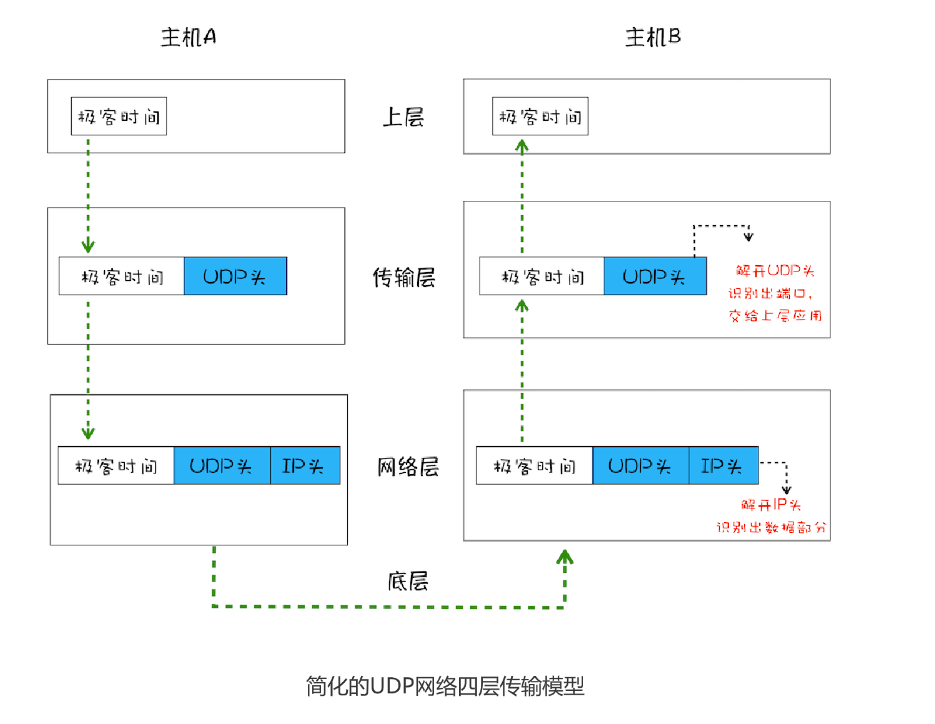 主机A
主机B
极客时间
上层
极客时间
极客时间
UDP头
传输层
极客时间
UDP头
解开UDP头
识别出端口,
交给上层应用
极客时间
UDP头
IP头
网络层
极客时间
UDP头
IP头
解开IP头
识别出数据部分
底层
简化的UDP网络四层传输模型